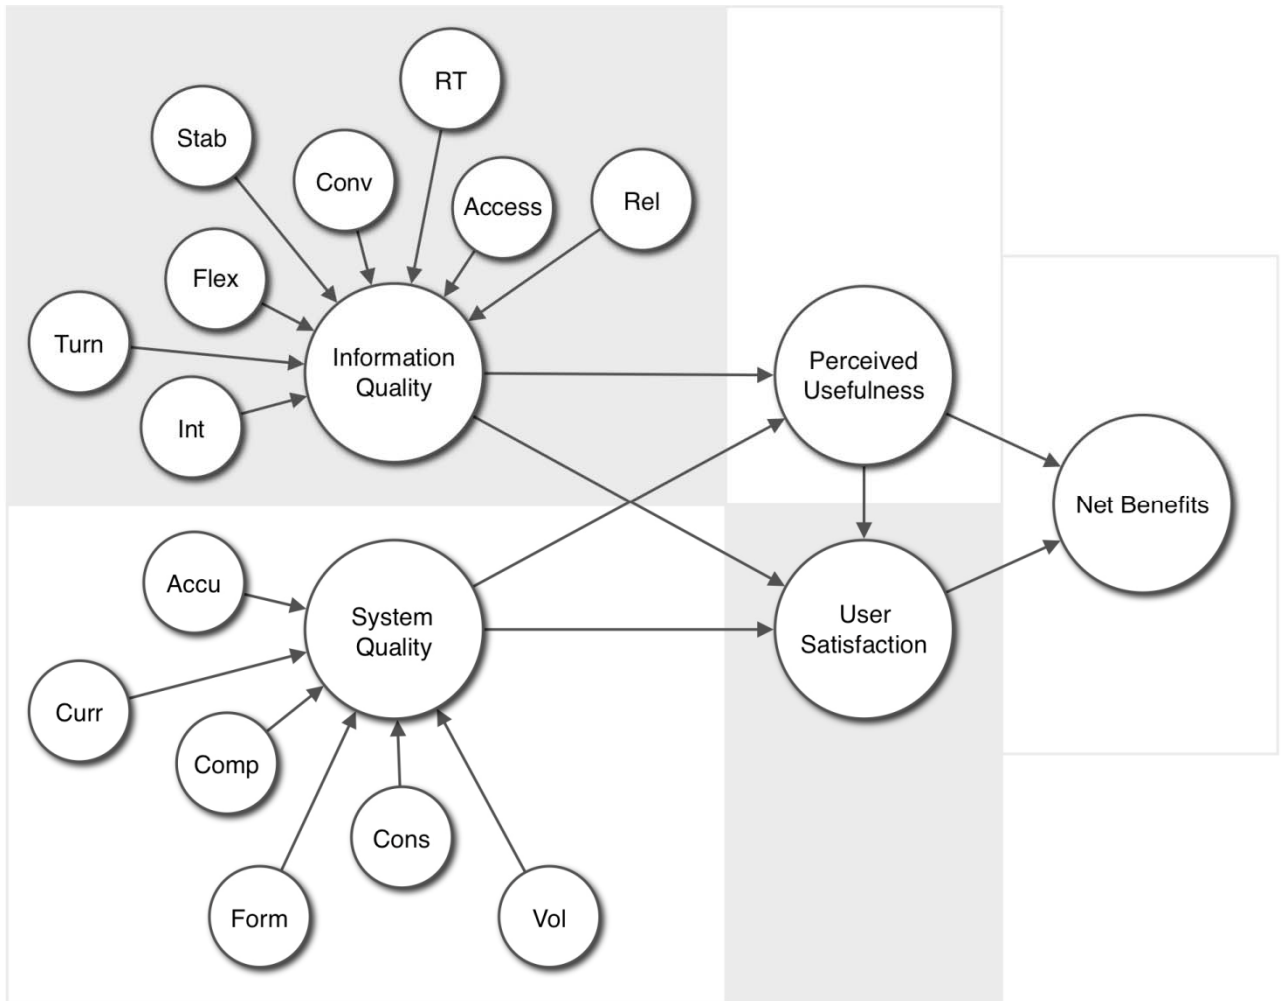 RT
Stab
Conv
Access
Rel
Flex
Turn
Information
Quality
Int
Perceived
Usefulness
Net Benefits
Accu
System
Quality
User
Satisfaction
Curr
Comp
Cons
Form
Vol